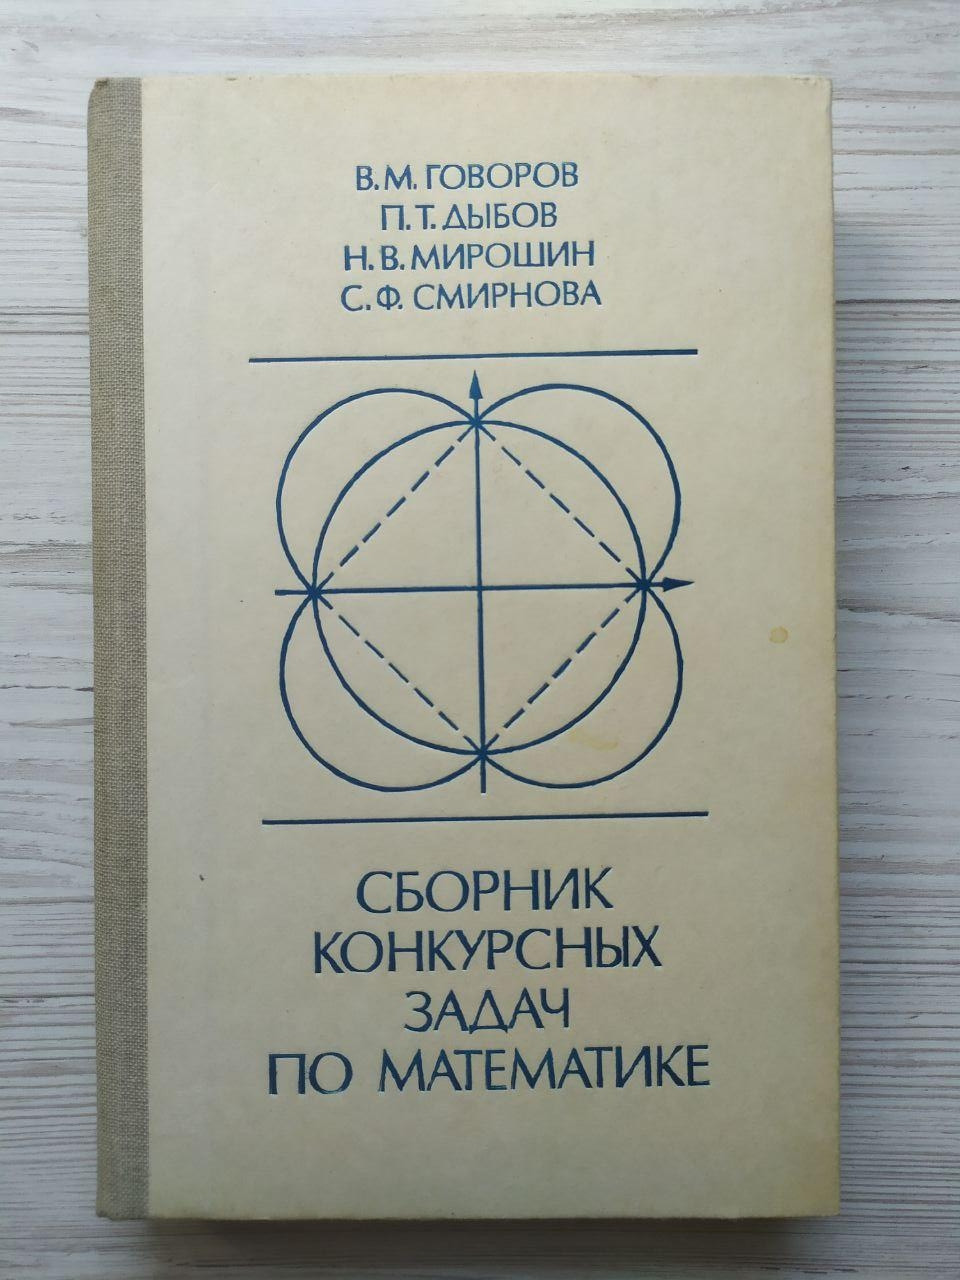 В. М. ГОВОРОВ
П. Т. ДЫБОВ
Н. В. МИРОШИН
С. Ф. СМИРНОВА
СБОРНИК
КОНКУРСНЫХ
ЗАДАЧ
ПО МАТЕМАТИКЕ